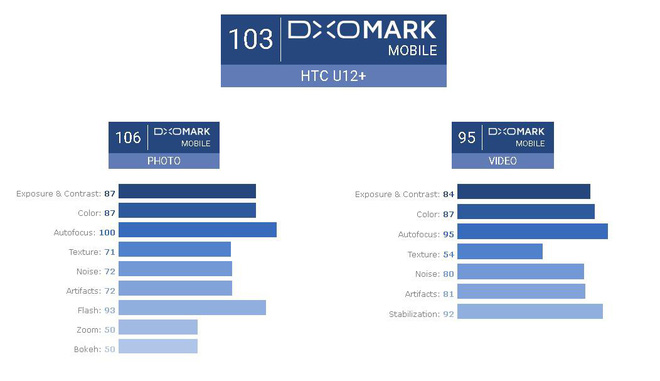 103 DXOMARK
MOBILE
HTC U12+
106 DXOMARK
MOBILE
PHOTO
Exposure & Contrast: 87
Color: 87
Autofocus: 100
Texture: 71
Noise: 72
Artifacts: 72
Flash: 93
Zoom: 50
Bokeh: 50
95 DXOMARK
MOBILE
VIDEO
Exposure & Contrast: 84
Color: 87
Autofocus: 95
Texture: 54
Noise: 80
Artifacts: 81
Stabilization: 92